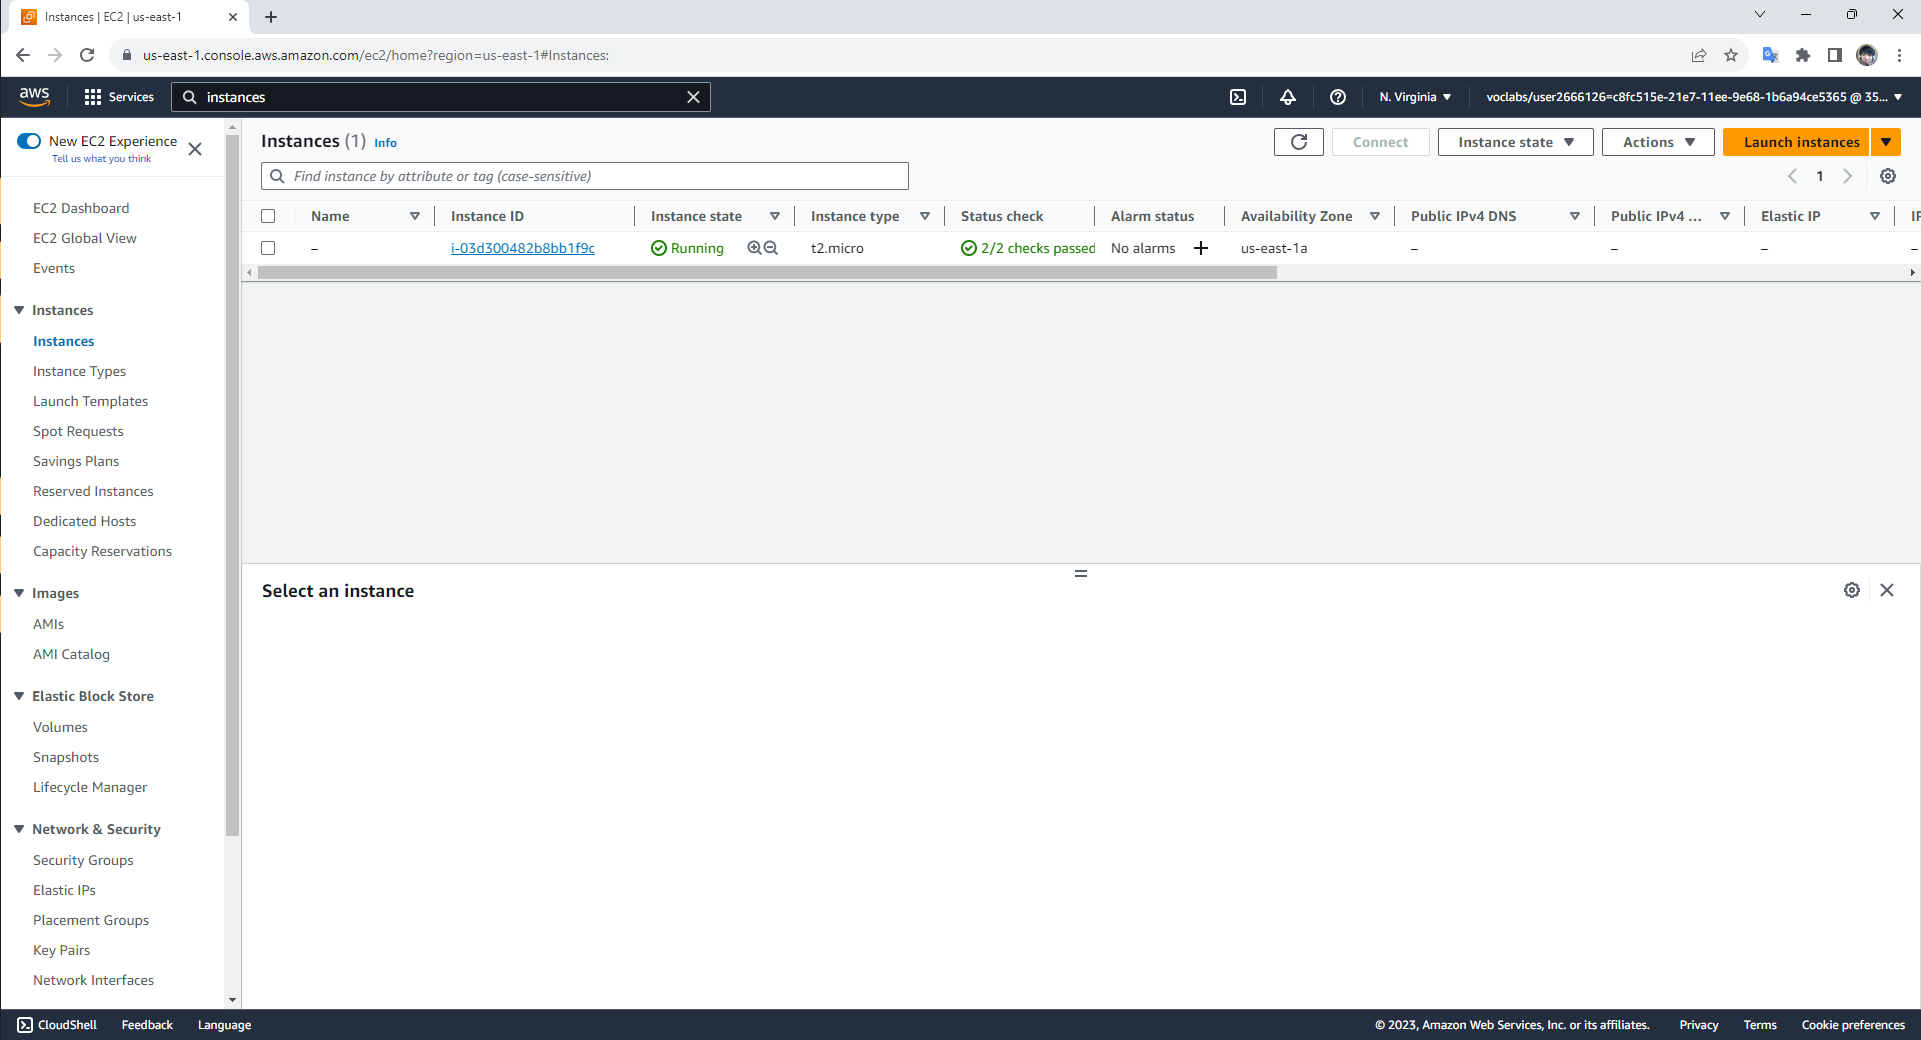 Instances | EC2 | us-east-1
us-east-1.console.aws.amazon.com/ec2/home?region=us-east-1#Instances:
aws
Services
instances
N. Virginia
voclabs/user2666126=c8fc515e-21e7-11ee-9e68-1b6a94ce5365 @ 35...
New EC2 Experience
Tell us what you think
EC2 Dashboard
EC2 Global View
Events
Instances
Instances
Instance Types
Launch Templates
Spot Requests
Savings Plans
Reserved Instances
Dedicated Hosts
Capacity Reservations
Images
AMIs
AMI Catalog
Elastic Block Store
Volumes
Snapshots
Lifecycle Manager
Network & Security
Security Groups
Elastic IPs
Placement Groups
Key Pairs
Network Interfaces
Instances (1) Info
Connect
Instance state
Actions
Launch instances
Find instance by attribute or tag (case-sensitive)
1
Name Instance ID Instance state Instance type Status check Alarm status Availability Zone Public IPv4 DNS Public IPv4 ... Elastic IP IP
– i-03d300482b8bb1f9c Running t2.micro 2/2 checks passed No alarms + us-east-1a – – – –
Select an instance
CloudShell Feedback Language
© 2023, Amazon Web Services, Inc. or its affiliates. Privacy Terms Cookie preferences